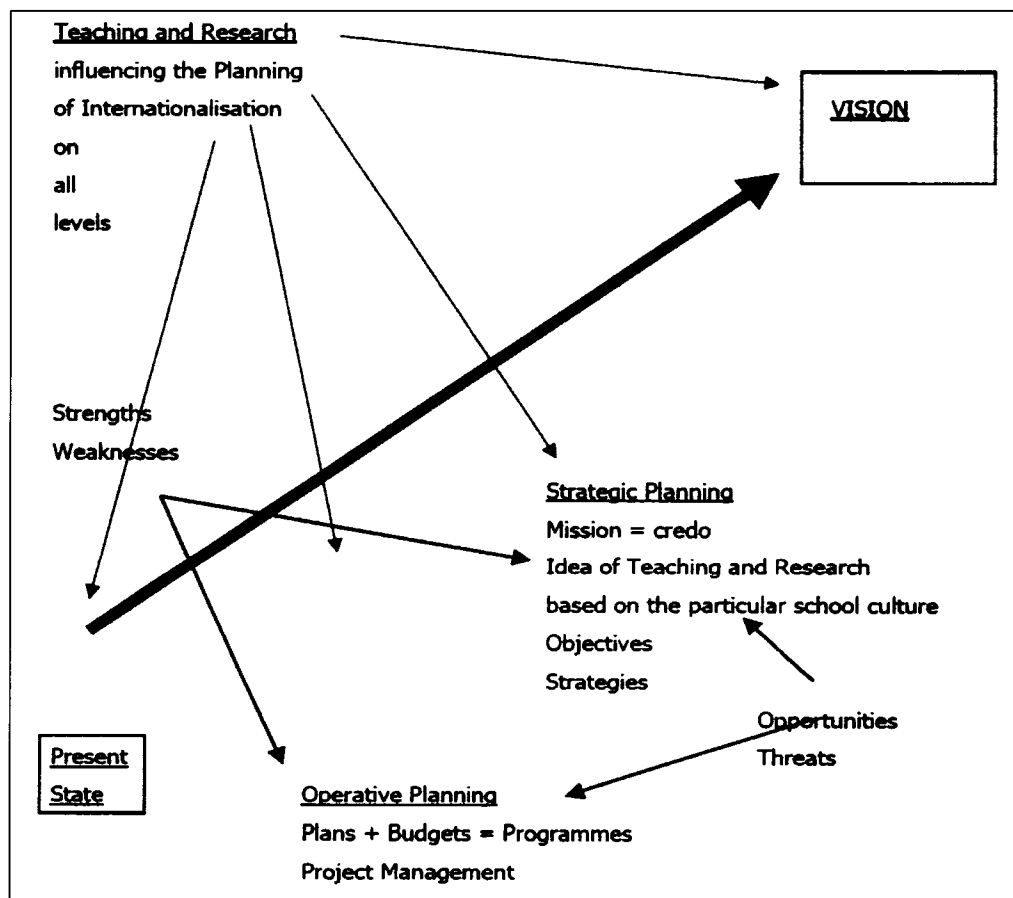 Teaching and Research
influencing the Planning
of Internationalisation
on
all
levels
VISION
Strengths
Weaknesses
Strategic Planning
Mission = credo
Idea of Teaching and Research
based on the particular school culture
Objectives
Strategies
Opportunities
Threats
Present
State
Operative Planning
Plans + Budgets = Programmes
Project Management